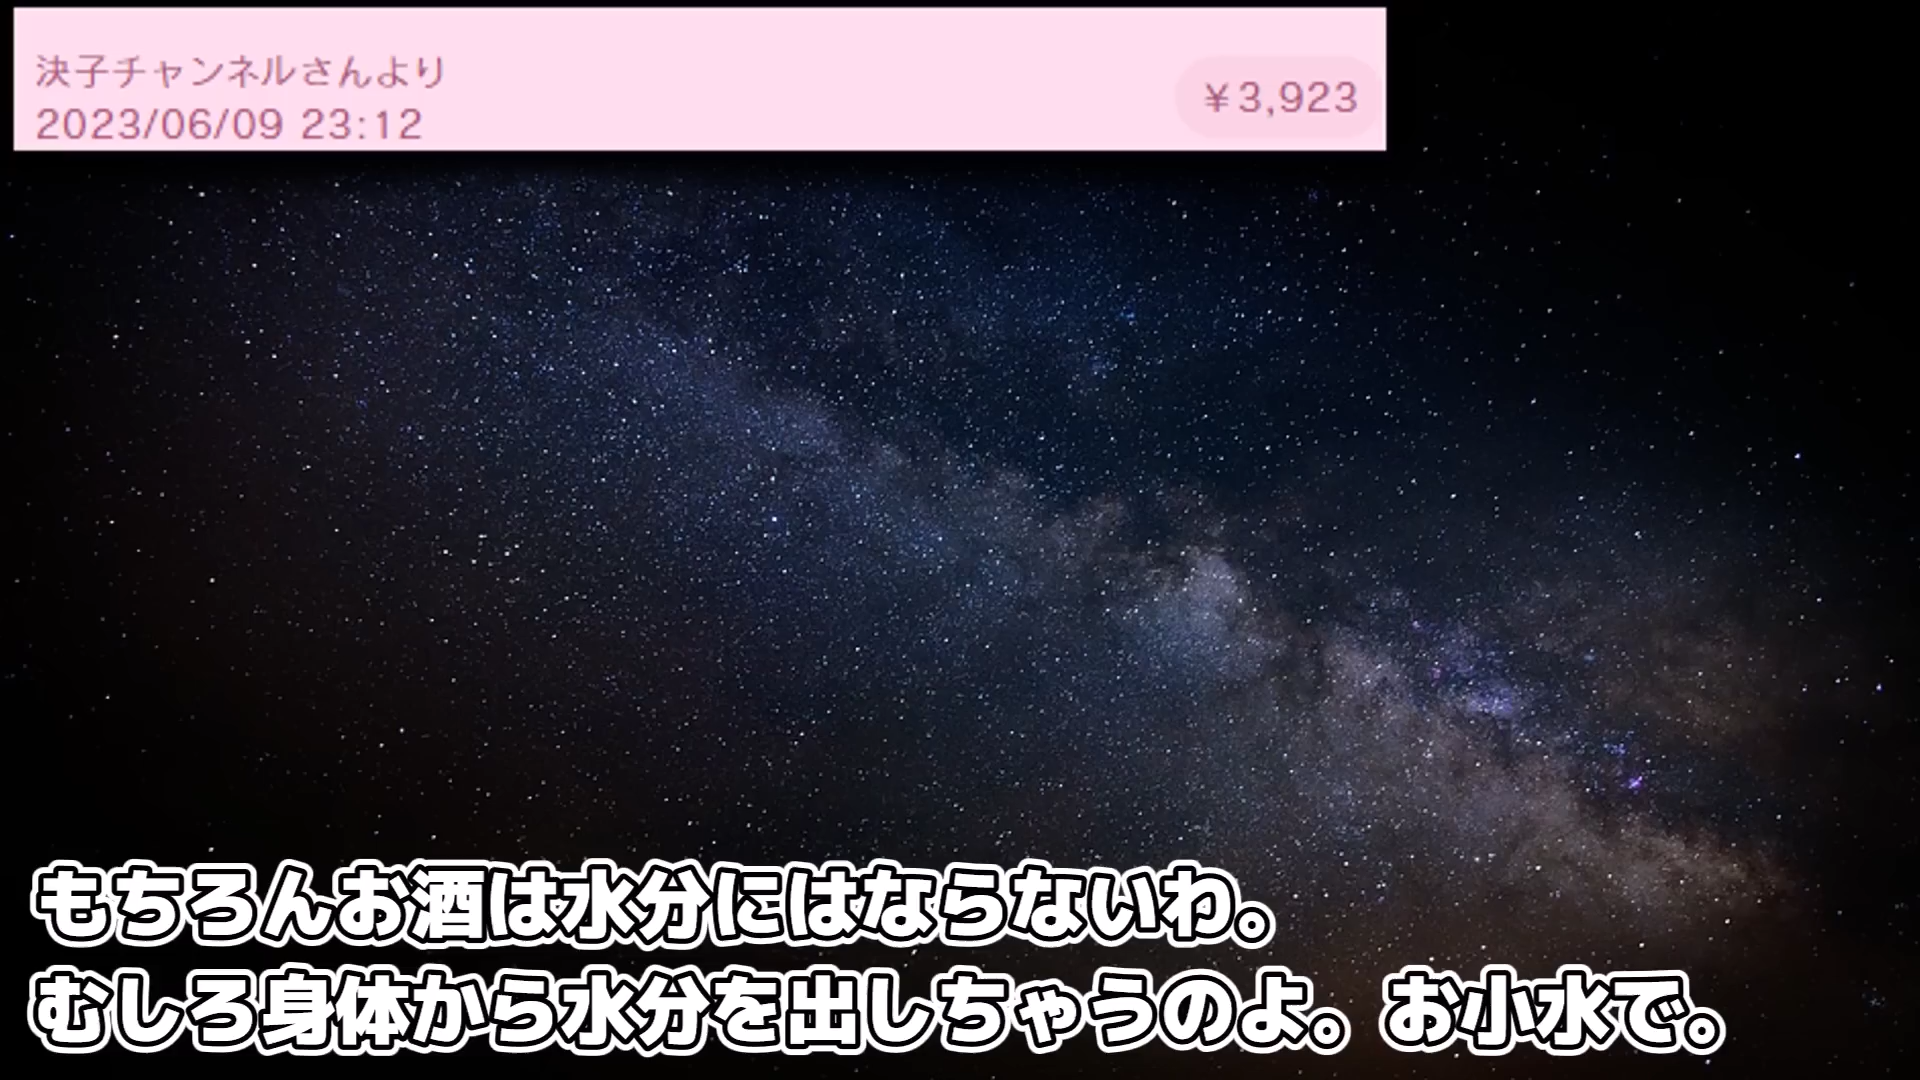 決子チャンネルさんより
2023/06/09 23:12
￥3,923
もちろんお酒は水分にはならないわ。
むしろ身体から水分を出しちゃうのよ。お小水で。